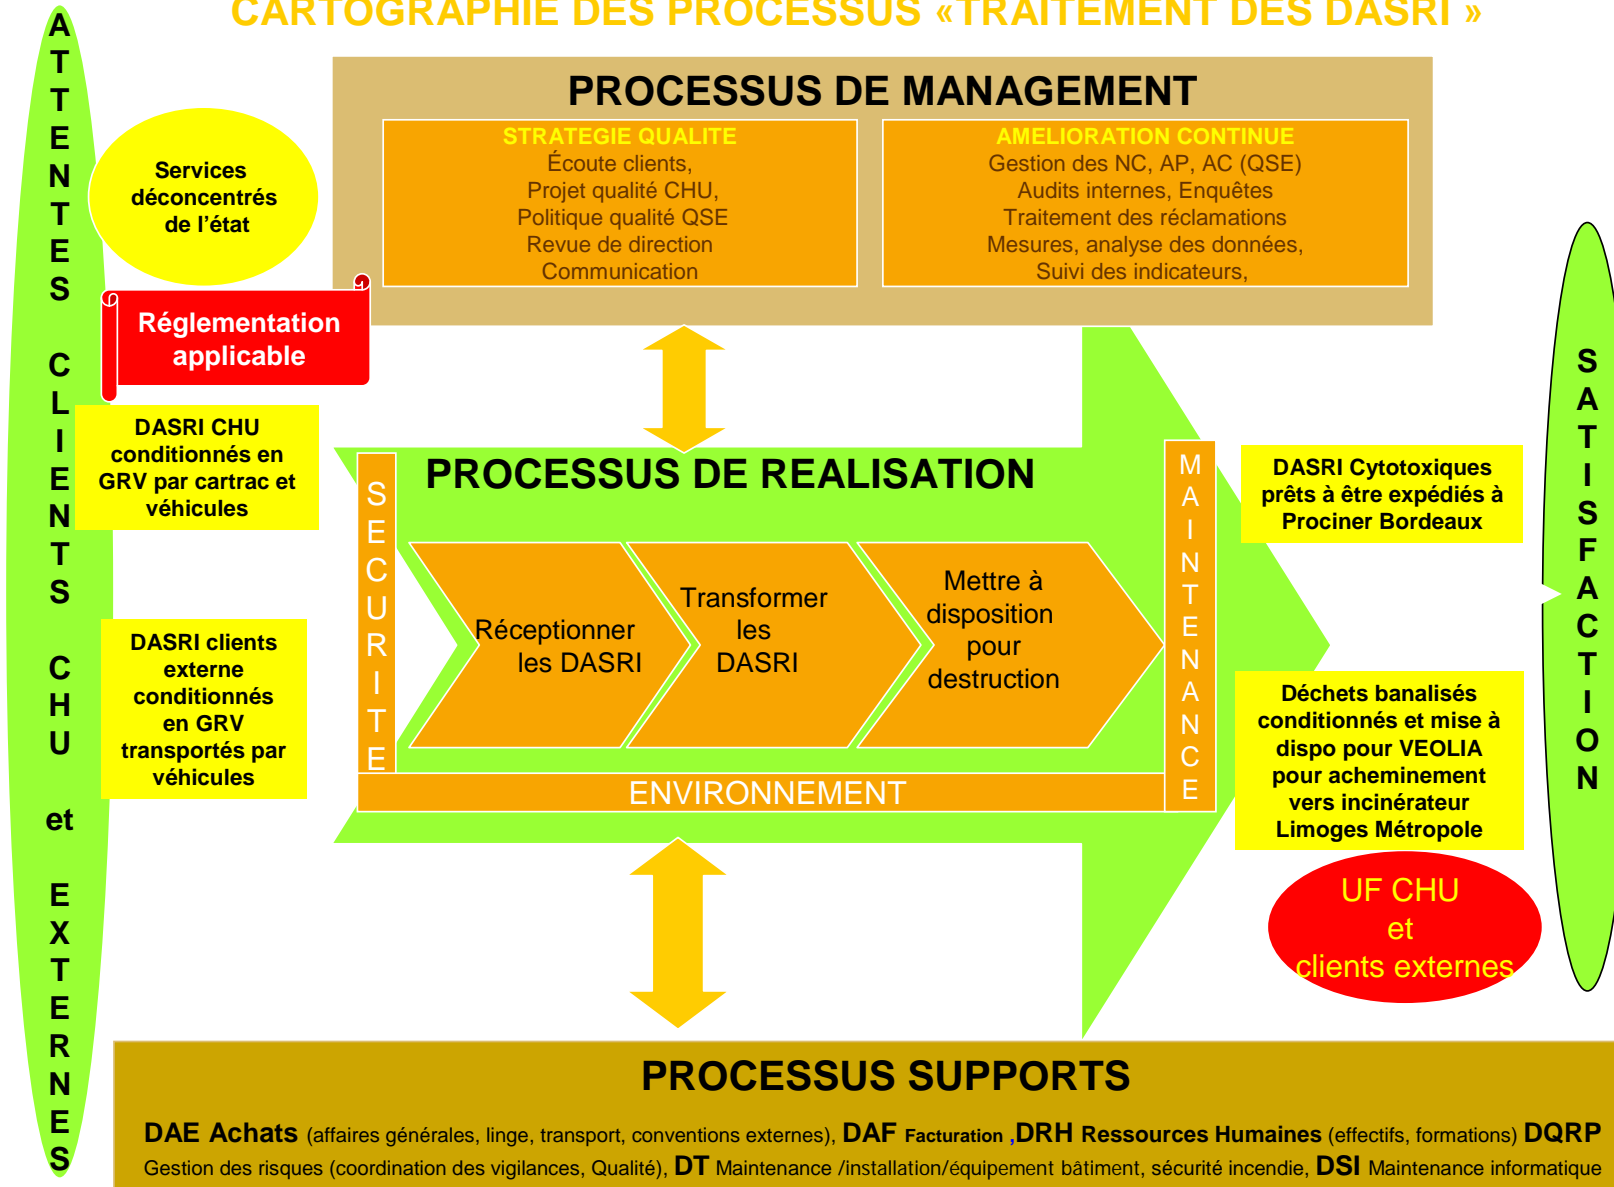 CARTOGRAPHIE DES PROCESSUS «TRAITEMENT DES DASRI »
ATTENTES CLIENTS CHU et EXTERNES
PROCESSUS DE MANAGEMENT
STRATEGIE QUALITE
Écoute clients,
Projet qualité CHU,
Politique qualité QSE
Revue de direction
Communication
AMELIORATION CONTINUE
Gestion des NC, AP, AC (QSE)
Audits internes, Enquêtes
Traitement des réclamations
Mesures, analyse des données,
Suivi des indicateurs,
Services
déconcentrés
de l'état
Réglementation
applicable
DASRI CHU
conditionnés en
GRV par cartrac et
véhicules
DASRI clients
externe
conditionnés
en GRV
transportés par
véhicules
PROCESSUS DE REALISATION
SECURITE
Réceptionner
les DASRI
Transformer
les
DASRI
Mettre à
disposition
pour
destruction
MAINTENANCE
ENVIRONNEMENT
DASRI Cytotoxiques
prêts à être expédiés à
Prociner Bordeaux
Déchets banalisés
conditionnés et mise à
dispo pour VEOLIA
pour acheminement
vers incinérateur
Limoges Métropole
UF CHU
et
clients externes
SATISFACTION
PROCESSUS SUPPORTS
DAE Achats (affaires générales, linge, transport, conventions externes), DAF Facturation ,DRH Ressources Humaines (effectifs, formations) DQRP
Gestion des risques (coordination des vigilances, Qualité), DT Maintenance /installation/équipement bâtiment, sécurité incendie, DSI Maintenance informatique